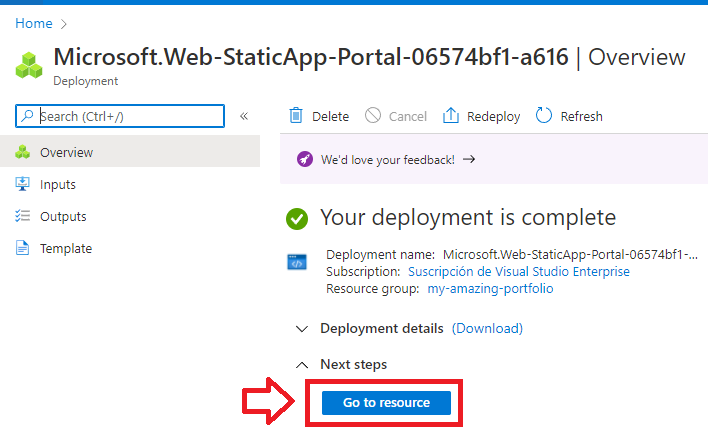 Home
Microsoft.Web-StaticApp-Portal-06574bf1-a616 | Overview
Deployment
Search (Ctrl+/)
«
Delete
Cancel
Redeploy
Refresh
Overview
Inputs
Outputs
Template
We'd love your feedback! →
Your deployment is complete
Deployment name: Microsoft.Web-StaticApp-Portal-06574bf1-...
Subscription: Suscripción de Visual Studio Enterprise
Resource group: my-amazing-portfolio
Deployment details (Download)
Next steps
Go to resource